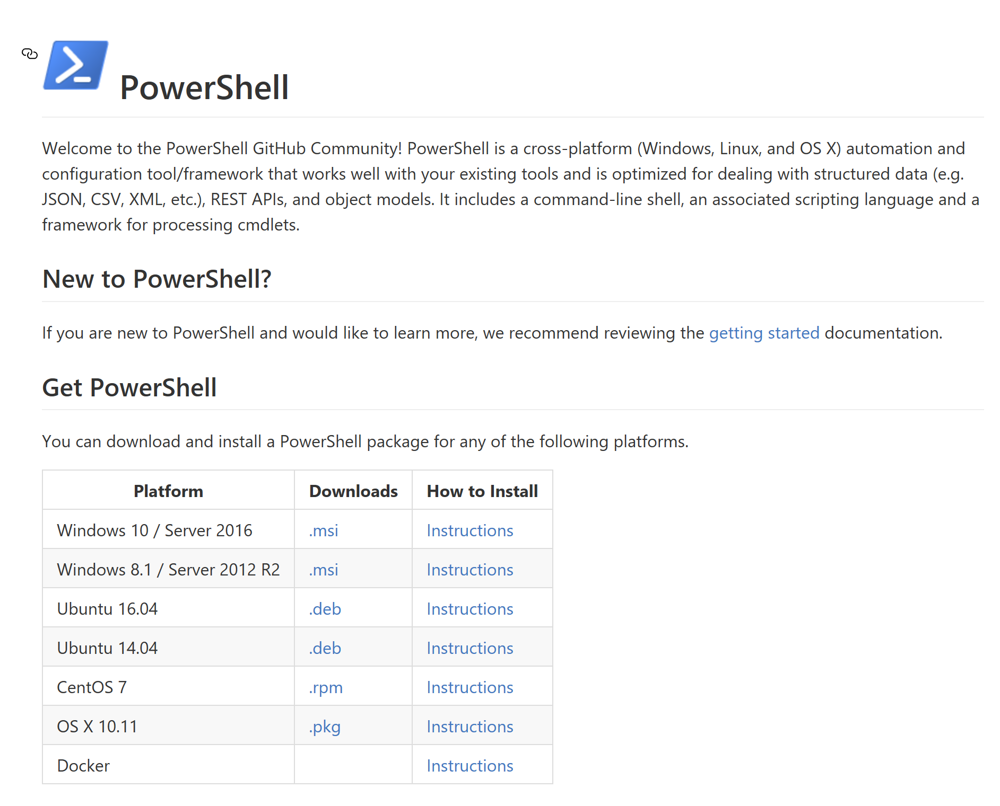 PowerShell
Welcome to the PowerShell GitHub Community! PowerShell is a cross-platform (Windows, Linux, and OS X) automation and
configuration tool/framework that works well with your existing tools and is optimized for dealing with structured data (e.g.
JSON, CSV, XML, etc.), REST APIs, and object models. It includes a command-line shell, an associated scripting language and a
framework for processing cmdlets.
New to PowerShell?
If you are new to PowerShell and would like to learn more, we recommend reviewing the getting started documentation.
Get PowerShell
You can download and install a PowerShell package for any of the following platforms.
Platform Downloads How to Install
Windows 10 / Server 2016 .msi Instructions
Windows 8.1 / Server 2012 R2 .msi Instructions
Ubuntu 16.04 .deb Instructions
Ubuntu 14.04 .deb Instructions
CentOS 7 .rpm Instructions
OS X 10.11 .pkg Instructions
Docker Instructions